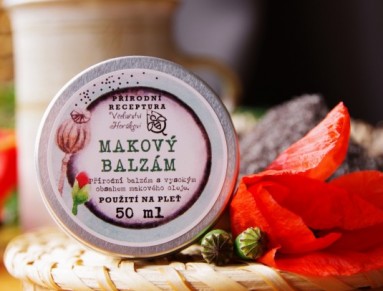 PŘÍRODNÍ
RECEPTURA
MAKOVÝ
BALZÁM
Přírodní balzám s vysokým
obsahem makového oleje.
POUŽITÍ NA PLEŤ
50 ml